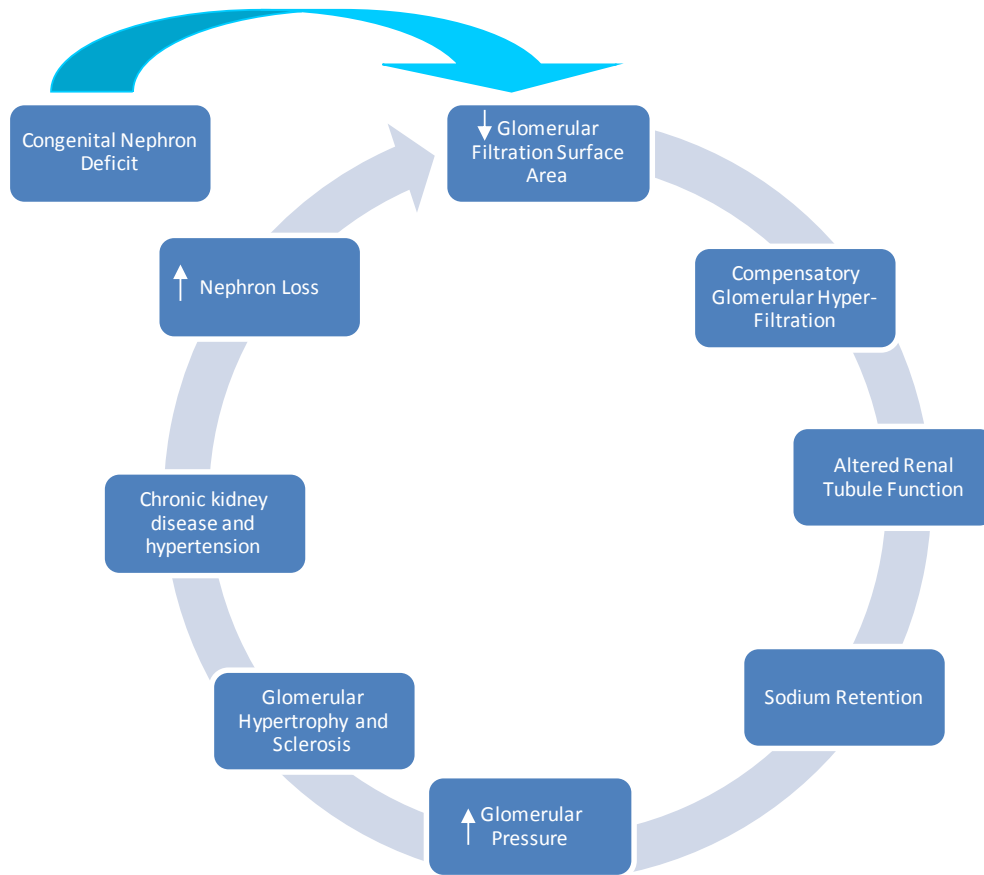 Congenital Nephron
Deficit
↓ Glomerular
Filtration Surface
Area
Compensatory
Glomerular Hyper-
Filtration
Altered Renal
Tubule Function
Sodium Retention
↑ Glomerular
Pressure
Glomerular
Hypertrophy and
Sclerosis
Chronic kidney
disease and
hypertension
↑ Nephron Loss